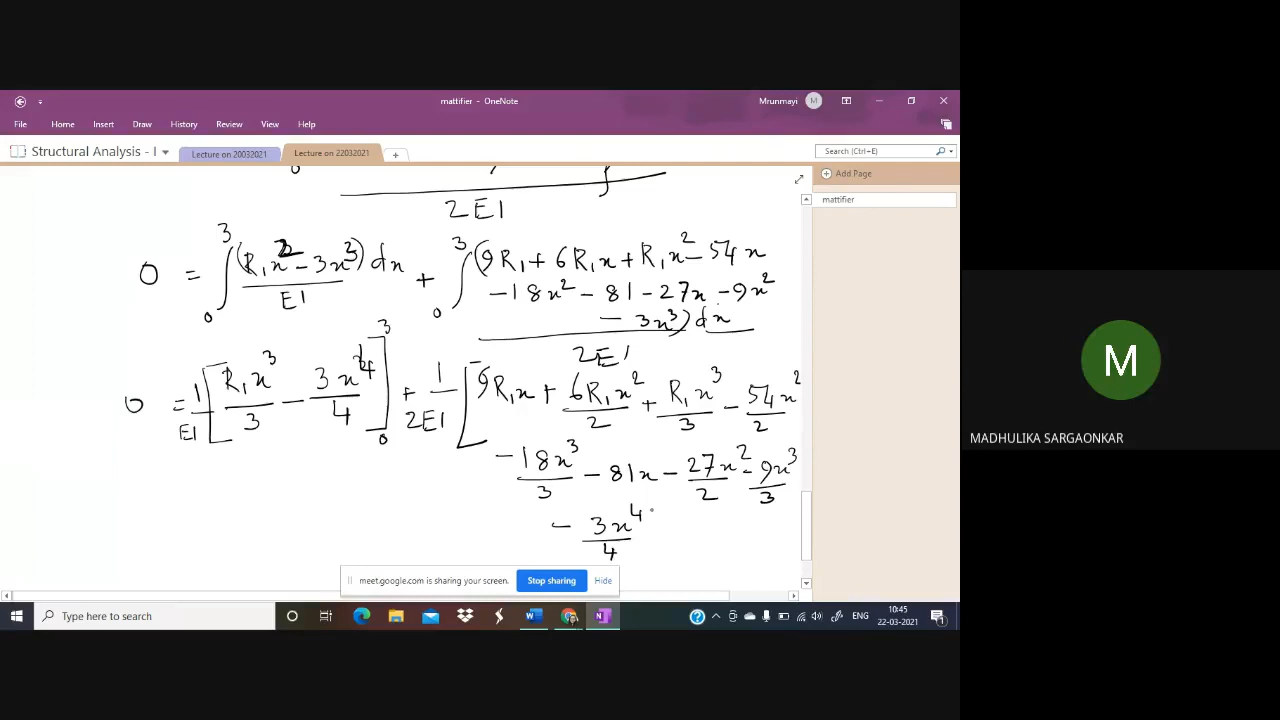 mattifier - OneNote
Mrunmayi
M
File Home Insert Draw History Review View Help
Structural Analysis - I
Lecture on 20032021
Lecture on 22032021
Search (Ctrl+E)
Add Page
mattifier
2EI
0 = ∫₀³ (R₁x² - 3x³) dx / EI + ∫₀³ (9R₁ + 6R₁x + R₁x² - 54x
- 18x² - 81 - 27x - 9x²
- 3x³) dx / 2EI
0 = 1/EI [R₁x³/3 - 3x⁴/4]₀³ + 1/2EI [9R₁x + 6R₁x²/2 + R₁x³/3 - 54x²/2
- 18x³/3 - 81x - 27x²/2 - 9x³/3
- 3x⁴/4
meet.google.com is sharing your screen.
Stop sharing
Hide
Type here to search
ENG
10:45
22-03-2021
1
M
MADHULIKA SARGAONKAR